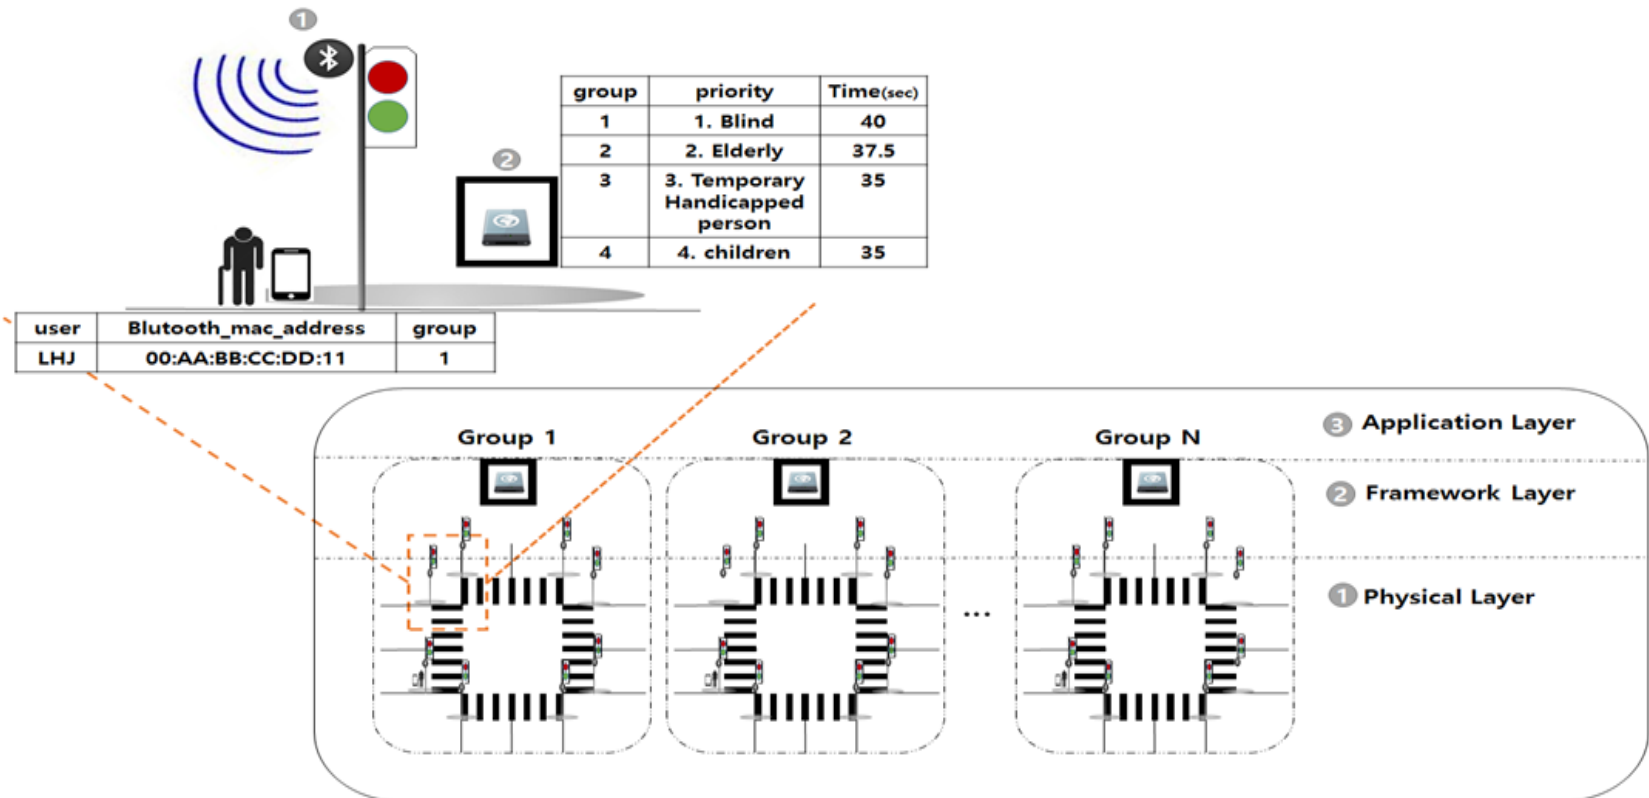 1
group priority Time(sec)
1 1. Blind 40
2 2. Elderly 37.5
2
3 3. Temporary 35
Handicapped
person
4 4. children 35
user Blutooth_mac_address group
LHJ 00:AA:BB:CC:DD:11 1
3 Application Layer
Group 1 Group 2 Group N
2 Framework Layer
1 Physical Layer
...